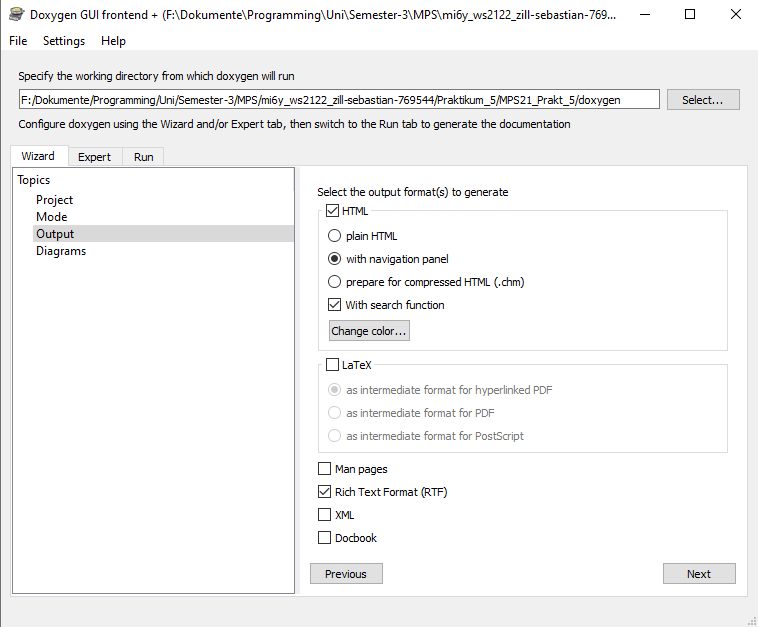 Doxygen GUI frontend + (F:\Dokumente\Programming\Uni\Semester-3\MPS\mi6y_ws2122_zill-sebastian-769...
File Settings Help
Specify the working directory from which doxygen will run
F:/Dokumente/Programming/Uni/Semester-3/MPS/mi6y_ws2122_zill-sebastian-769544/Praktikum_5/MPS21_Prakt_5/doxygen
Select...
Configure doxygen using the Wizard and/or Expert tab, then switch to the Run tab to generate the documentation
Wizard Expert Run
Topics
Project
Mode
Output
Diagrams
Select the output format(s) to generate
HTML
plain HTML
with navigation panel
prepare for compressed HTML (.chm)
With search function
Change color...
LaTeX
as intermediate format for hyperlinked PDF
as intermediate format for PDF
as intermediate format for PostScript
Man pages
Rich Text Format (RTF)
XML
Docbook
Previous Next